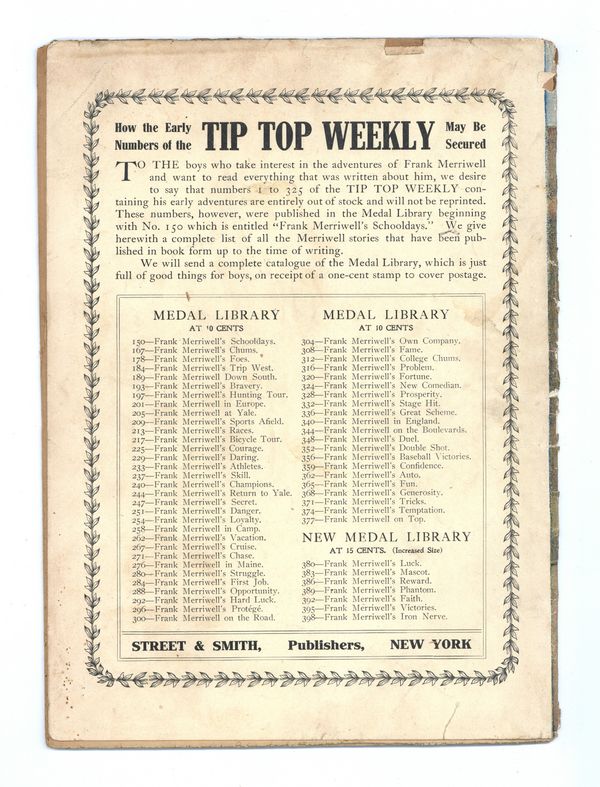 How the Early
Numbers of the
TIP TOP WEEKLY
May Be
Secured
TO THE boys who take interest in the adventures of Frank Merriwell
and want to read everything that was written about him, we desire
to say that numbers 1 to 325 of the TIP TOP WEEKLY con-
taining his early adventures are entirely out of stock and will not be reprinted.
These numbers, however, were published in the Medal Library beginning
with No. 150 which is entitled "Frank Merriwell's Schooldays." We give
herewith a complete list of all the Merriwell stories that have been pub-
lished in book form up to the time of writing.
We will send a complete catalogue of the Medal Library, which is just
full of good things for boys, on receipt of a one-cent stamp to cover postage.
MEDAL LIBRARY
AT 10 CENTS
150—Frank Merriwell's Schooldays.
167—Frank Merriwell's Chums.
178—Frank Merriwell's Foes.
184—Frank Merriwell's Trip West.
189—Frank Merriwell Down South.
193—Frank Merriwell's Bravery.
197—Frank Merriwell's Hunting Tour.
201—Frank Merriwell in Europe.
205—Frank Merriwell at Yale.
209—Frank Merriwell's Sports Afield.
213—Frank Merriwell's Races.
217—Frank Merriwell's Bicycle Tour.
225—Frank Merriwell's Courage.
229—Frank Merriwell's Daring.
233—Frank Merriwell's Athletes.
237—Frank Merriwell's Skill.
240—Frank Merriwell's Champions.
244—Frank Merriwell's Return to Yale.
247—Frank Merriwell's Secret.
251—Frank Merriwell's Danger.
254—Frank Merriwell's Loyalty.
258—Frank Merriwell in Camp.
262—Frank Merriwell's Vacation.
267—Frank Merriwell's Cruise.
271—Frank Merriwell's Chase.
276—Frank Merriwell in Maine.
280—Frank Merriwell's Struggle.
284—Frank Merriwell's First Job.
288—Frank Merriwell's Opportunity.
292—Frank Merriwell's Hard Luck.
296—Frank Merriwell's Protégé.
300—Frank Merriwell on the Road.
MEDAL LIBRARY
AT 10 CENTS
304—Frank Merriwell's Own Company.
308—Frank Merriwell's Fame.
312—Frank Merriwell's College Chums.
316—Frank Merriwell's Problem.
320—Frank Merriwell's Fortune.
324—Frank Merriwell's New Comedian.
328—Frank Merriwell's Prosperity.
332—Frank Merriwell's Stage Hit.
336—Frank Merriwell's Great Scheme.
340—Frank Merriwell in England.
344—Frank Merriwell on the Boulevards.
348—Frank Merriwell's Duel.
352—Frank Merriwell's Double Shot.
356—Frank Merriwell's Baseball Victories.
359—Frank Merriwell's Confidence.
362—Frank Merriwell's Auto.
365—Frank Merriwell's Fun.
368—Frank Merriwell's Generosity.
371—Frank Merriwell's Tricks.
374—Frank Merriwell's Temptation.
377—Frank Merriwell on Top.
NEW MEDAL LIBRARY
AT 15 CENTS. (Increased Size)
380—Frank Merriwell's Luck.
383—Frank Merriwell's Mascot.
386—Frank Merriwell's Reward.
389—Frank Merriwell's Phantom.
392—Frank Merriwell's Faith.
395—Frank Merriwell's Victories.
398—Frank Merriwell's Iron Nerve.
STREET & SMITH, Publishers, NEW YORK